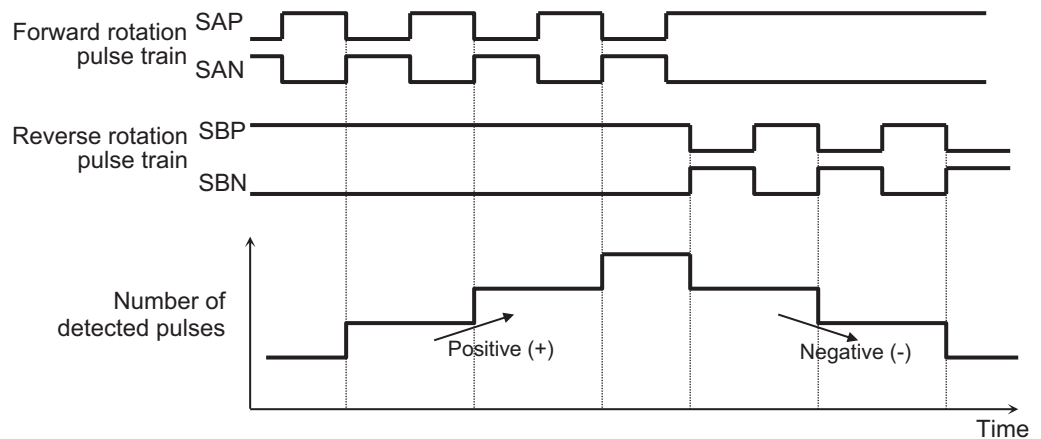 Forward rotation
pulse train
SAP
SAN
Reverse rotation
pulse train
SBP
SBN
Number of
detected pulses
Positive (+)
Negative (-)
Time